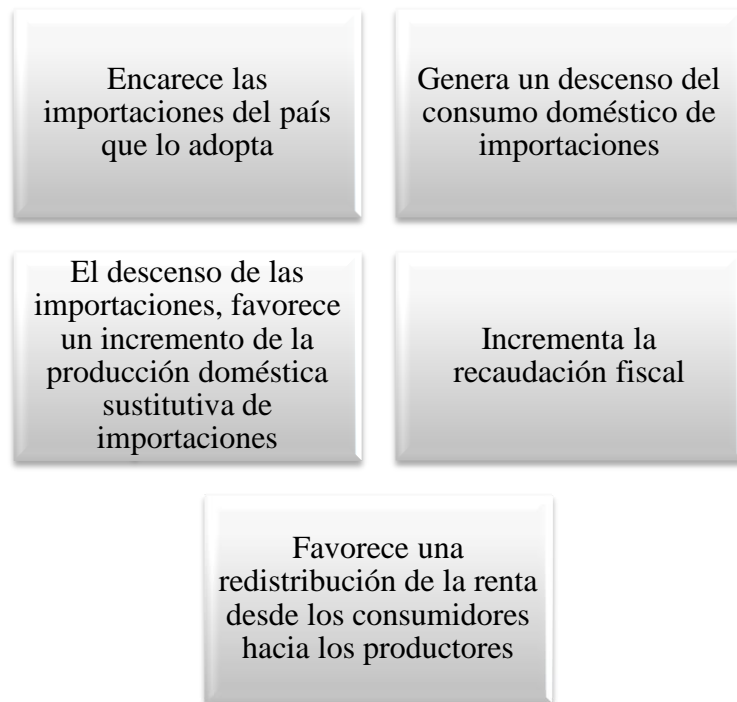 Encarece las
importaciones del país
que lo adopta
Genera un descenso del
consumo doméstico de
importaciones
El descenso de las
importaciones, favorece
un incremento de la
producción doméstica
sustitutiva de
importaciones
Incrementa la
recaudación fiscal
Favorece una
redistribución de la renta
desde los consumidores
hacia los productores